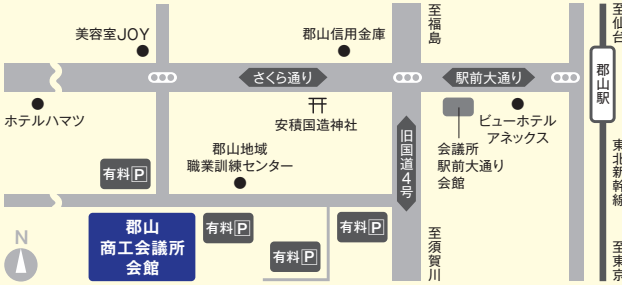 美容室JOY
郡山信用金庫
至福島
至仙台
さくら通り
駅前大通り
郡山駅
ホテルハマツ
安積国造神社
ビューホテル
アネックス
会議所
駅前大通り
会館
旧国道4号
東北新幹線
郡山地域
職業訓練センター
有料P
郡山
商工会議所
会館
有料P
有料P
有料P
至須賀川
至東京
N